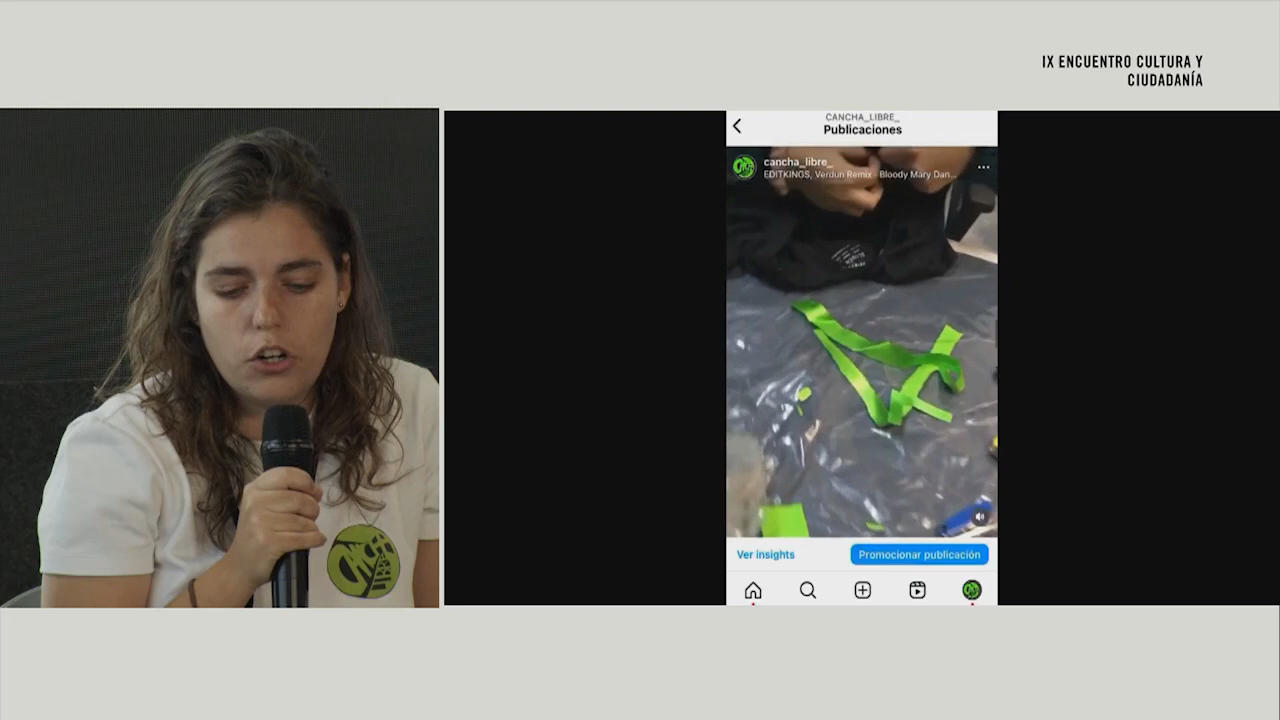 IX ENCUENTRO CULTURA Y
CIUDADANÍA
CANCHA_LIBRE_
Publicaciones
cancha_libre_
EDITKINGS, Verdun Remix · Bloody Mary Dan...
Ver insights
Promocionar publicación